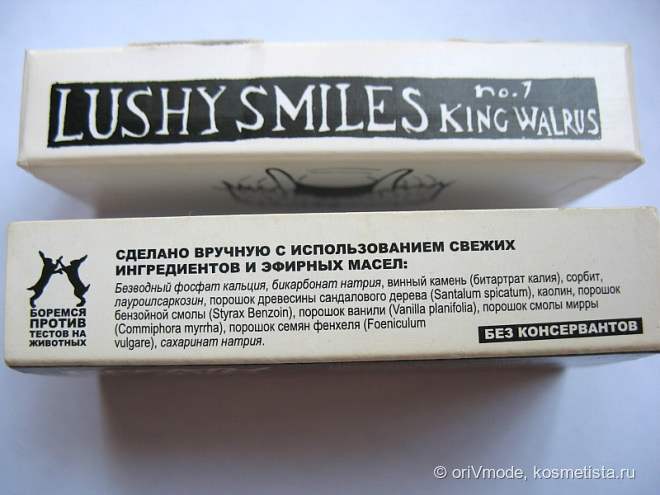 LUSHY SMILES no.7 KING WALRUS
СДЕЛАНО ВРУЧНУЮ С ИСПОЛЬЗОВАНИЕМ СВЕЖИХ
ИНГРЕДИЕНТОВ И ЭФИРНЫХ МАСЕЛ:
Безводный фосфат кальция, бикарбонат натрия, винный камень (битартрат калия), сорбит,
лауроилсаркозин, порошок древесины сандалового дерева (Santalum spicatum), каолин, порошок
бензойной смолы (Styrax Benzoin), порошок ванили (Vanilla planifolia), порошок смолы мирры
(Commiphora myrrha), порошок семян фенхеля (Foeniculum
vulgare), сахаринат натрия.
БОРЕМСЯ
ПРОТИВ
ТЕСТОВ НА
ЖИВОТНЫХ
БЕЗ КОНСЕРВАНТОВ
© oriVmode, kosmetista.ru